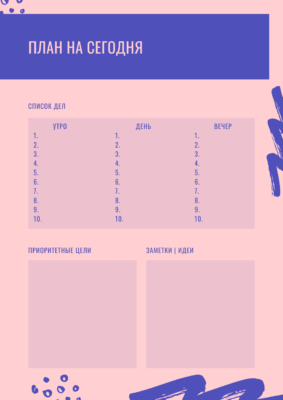 ПЛАН НА СЕГОДНЯ
СПИСОК ДЕЛ
УТРО ДЕНЬ ВЕЧЕР
1. 1. 1.
2. 2. 2.
3. 3. 3.
4. 4. 4.
5. 5. 5.
6. 6. 6.
7. 7. 7.
8. 8. 8.
9. 9. 9.
10. 10. 10.
ПРИОРИТЕТНЫЕ ЦЕЛИ ЗАМЕТКИ | ИДЕИ